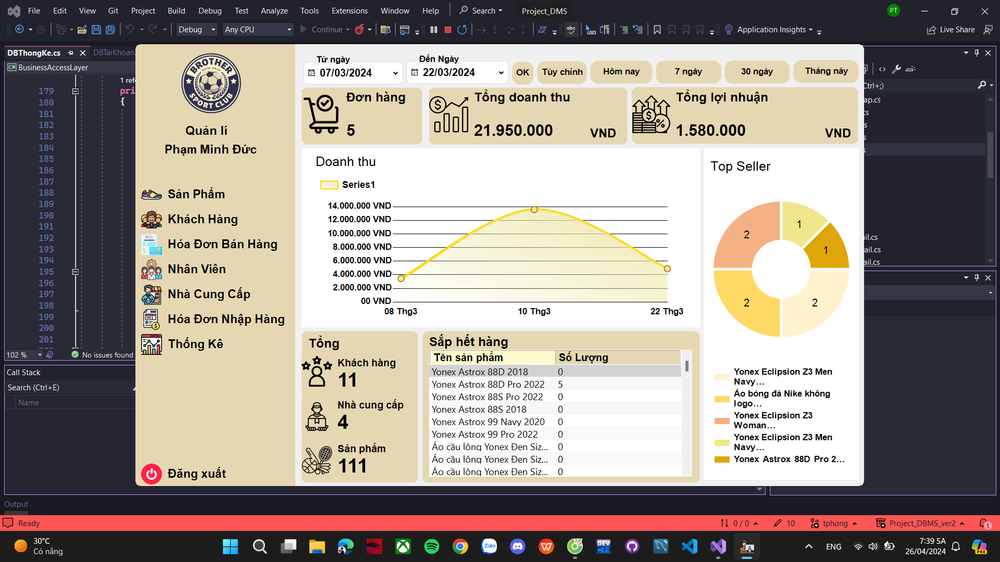 File Edit View Git Project Build Debug Test Analyze Tools Extensions Window Help Search Project_DMS PT
Debug Any CPU Continue abc Application Insights Live Share
DBThongKe.cs DBTaiKhoan.
C# BusinessAccessLayer
1 refe
179 pri
180 {
181
182
183
184
185
186
187
188
189
190
191
192
193
194
195
196
197
198
199
200
201
102 % No issues found
Call Stack
Search (Ctrl+E)
Name
BROTHER
ESTD-2024
SPORT CLUB
Quản lí
Phạm Minh Đức
Sản Phẩm
Khách Hàng
Hóa Đơn Bán Hàng
Nhân Viên
Nhà Cung Cấp
Hóa Đơn Nhập Hàng
Thống Kê
Đăng xuất
Từ ngày Đến Ngày
07/03/2024 22/03/2024 OK Tùy chỉnh Hôm nay 7 ngày 30 ngày Tháng này
Đơn hàng
5
Tổng doanh thu
21.950.000 VND
Tổng lợi nhuận
1.580.000 VND
Doanh thu
Series1
14.000.000 VND
12.000.000 VND
10.000.000 VND
8.000.000 VND
6.000.000 VND
4.000.000 VND
2.000.000 VND
00 VND
08 Thg3 10 Thg3 22 Thg3
Top Seller
2 1
1
2 2
Yonex Eclipsion Z3 Men
Navy...
Áo bóng đá Nike không
logo...
Yonex Eclipsion Z3
Woman...
Yonex Eclipsion Z3 Men
Navy...
Yonex Astrox 88D Pro 2...
Tổng
Khách hàng
11
Nhà cung cấp
4
Sản phẩm
111
Sắp hết hàng
Tên sản phẩm Số Lượng
Yonex Astrox 88D 2018 0
Yonex Astrox 88D Pro 2022 5
Yonex Astrox 88S Pro 2022 0
Yonex Astrox 88S 2018 0
Yonex Astrox 99 Navy 2020 0
Yonex Astrox 99 Pro 2022 0
Áo cầu lông Yonex Đen Siz... 0
Áo cầu lông Yonex Đen Siz... 0
Áo cầu lông Yonex Đen Siz... 0
Ctrl+;)
ap.cs
cs
s
s
s
il.cs
ail.cs
ail.cs
Output
Ready 0 / 0 10 tphong Project_DBMS_ver2 1
30°C
Có nắng
Zalo
DEV
ENG
7:39 SA
26/04/2024
PRE